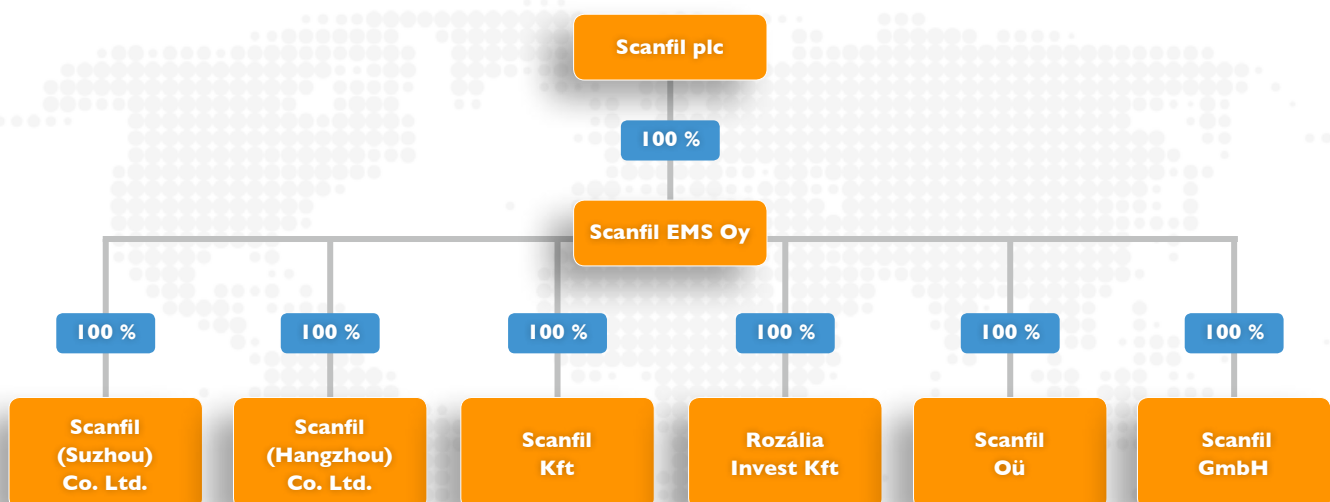 Scanfil plc
100 %
Scanfil EMS Oy
100 %
100 %
100 %
100 %
100 %
100 %
Scanfil
(Suzhou)
Co. Ltd.
Scanfil
(Hangzhou)
Co. Ltd.
Scanfil
Kft
Rozália
Invest Kft
Scanfil
Oü
Scanfil
GmbH